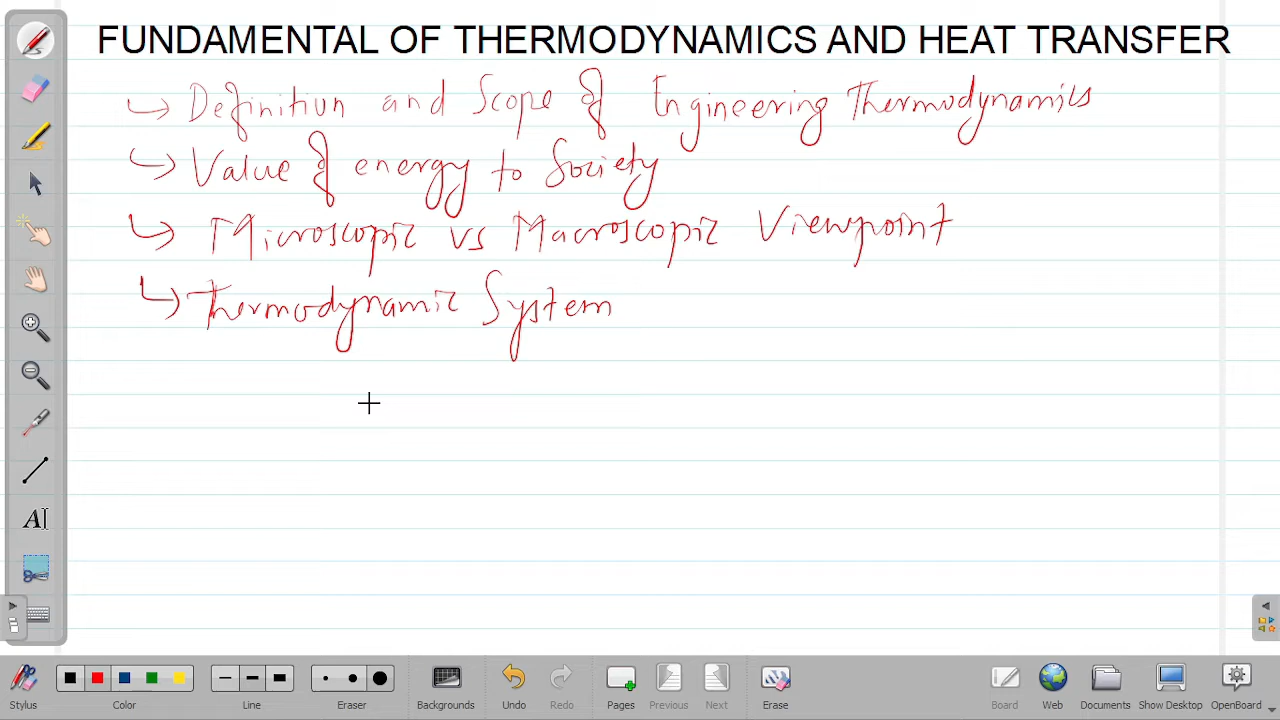 FUNDAMENTAL OF THERMODYNAMICS AND HEAT TRANSFER
Definition and Scope of Engineering Thermodynamics
Value of energy to Society
Microscopic vs Macroscopic Viewpoint
Thermodynamic System
AI
Stylus
Color
Line
Eraser
Backgrounds
Undo
Redo
Pages
Previous
Next
Erase
Board
Web
Documents
Show Desktop
OpenBoard